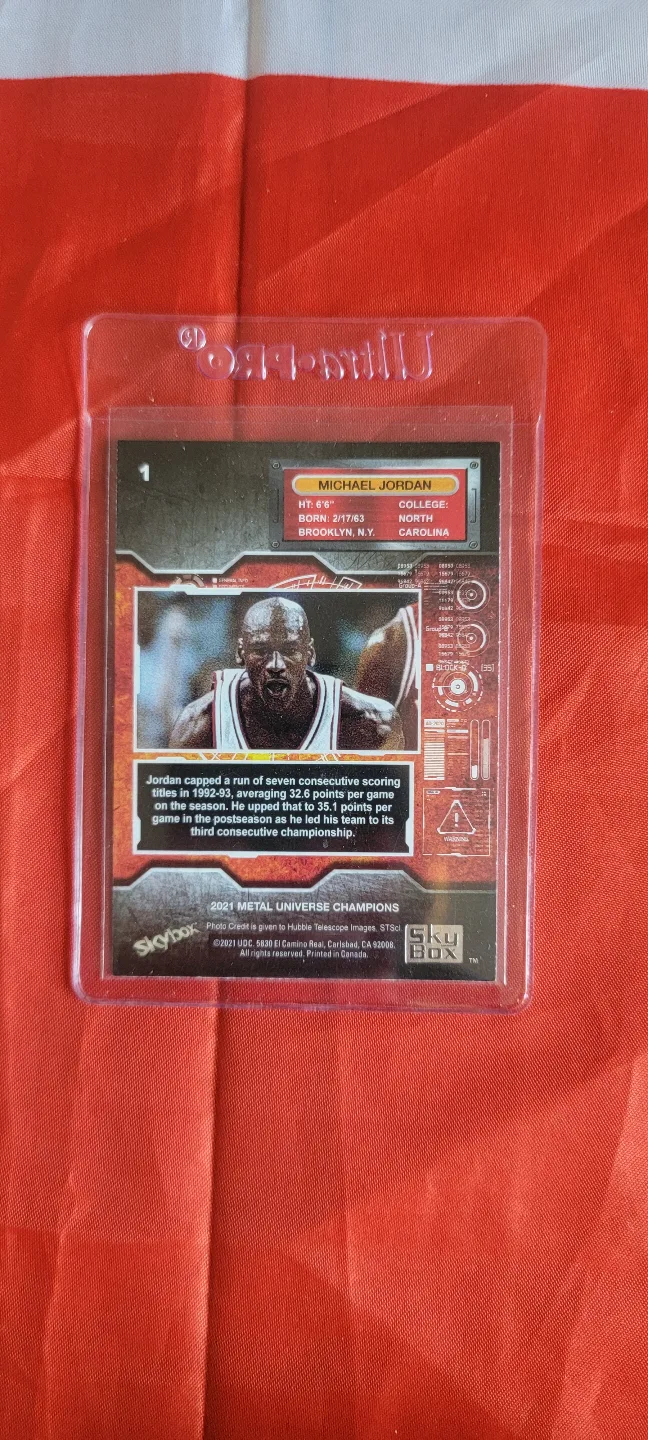 Ultra•PRO®
1
MICHAEL JORDAN
HT: 6'6"
BORN: 2/17/63
BROOKLYN, N.Y.
COLLEGE:
NORTH
CAROLINA
BLOCK-G
WARNING
Jordan capped a run of seven consecutive scoring
titles in 1992-93, averaging 32.6 points per game
on the season. He upped that to 35.1 points per
game in the postseason as he led his team to its
third consecutive championship.
2021 METAL UNIVERSE CHAMPIONS
Photo Credit is given to Hubble Telescope Images, STScI
©2021 UDC. 5830 El Camino Real, Carlsbad, CA 92008.
All rights reserved. Printed in Canada.
Skybox
Sky
Box
TM